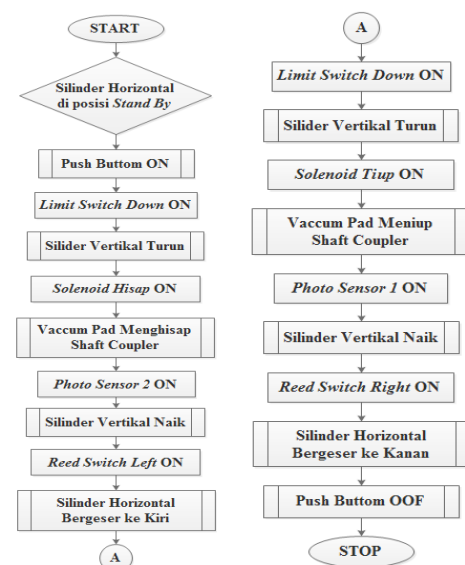 START
Silinder Horizontal
di posisi Stand By
Push Buttom ON
Limit Switch Down ON
Silider Vertikal Turun
Solenoid Hisap ON
Vaccum Pad Menghisap
Shaft Coupler
Photo Sensor 2 ON
Silinder Vertikal Naik
Reed Switch Left ON
Silinder Horizontal
Bergeser ke Kiri
A
A
Limit Switch Down ON
Silider Vertikal Turun
Solenoid Tiup ON
Vaccum Pad Meniup
Shaft Coupler
Photo Sensor 1 ON
Silinder Vertikal Naik
Reed Switch Right ON
Silinder Horizontal
Bergeser ke Kanan
Push Buttom OOF
STOP